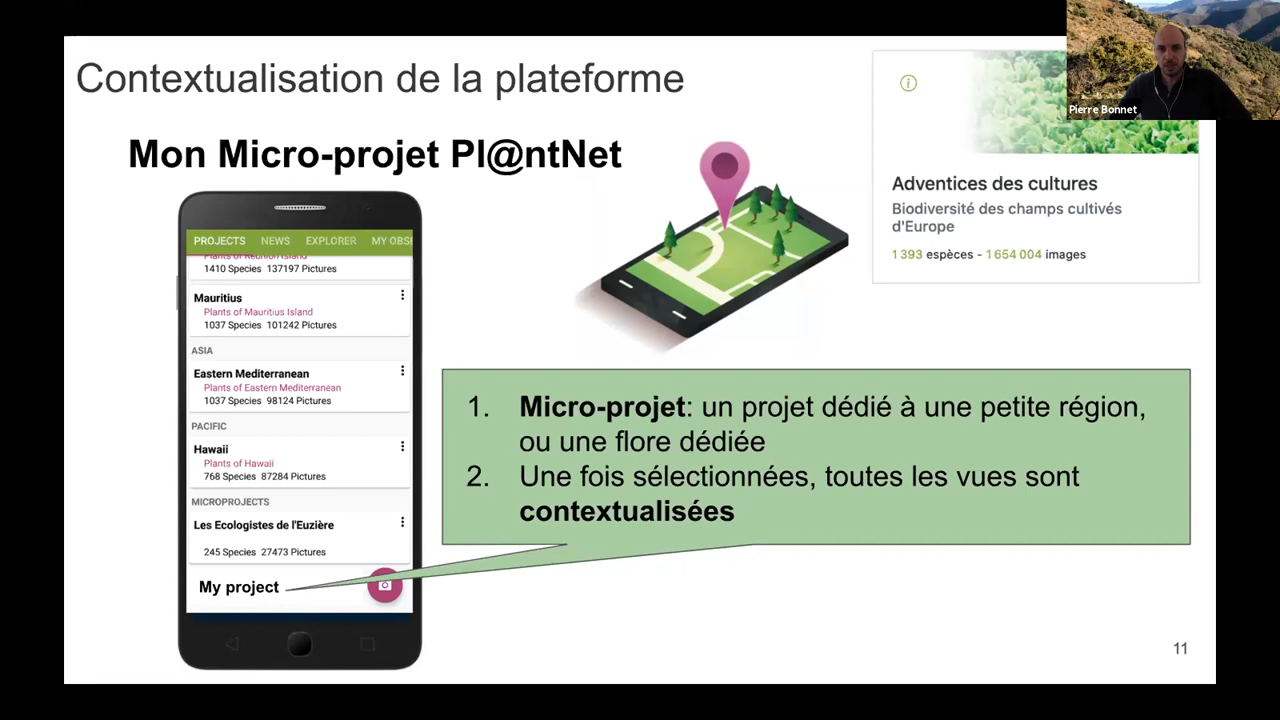 Contextualisation de la plateforme
Pierre Bonnet
Mon Micro-projet Pl@ntNet
Adventices des cultures
Biodiversité des champs cultivés
d'Europe
1 393 espèces - 1 654 004 images
PROJECTS NEWS EXPLORER MY OBSE
Plants of Reunion Island
1410 Species 137197 Pictures
Mauritius
Plants of Mauritius Island
1037 Species 101242 Pictures
ASIA
Eastern Mediterranean
Plants of Eastern Mediterranean
1037 Species 98124 Pictures
PACIFIC
Hawaii
Plants of Hawaii
768 Species 87284 Pictures
MICROPROJECTS
Les Ecologistes de l'Euzière
245 Species 27473 Pictures
My project
1. Micro-projet: un projet dédié à une petite région,
ou une flore dédiée
2. Une fois sélectionnées, toutes les vues sont
contextualisées
11